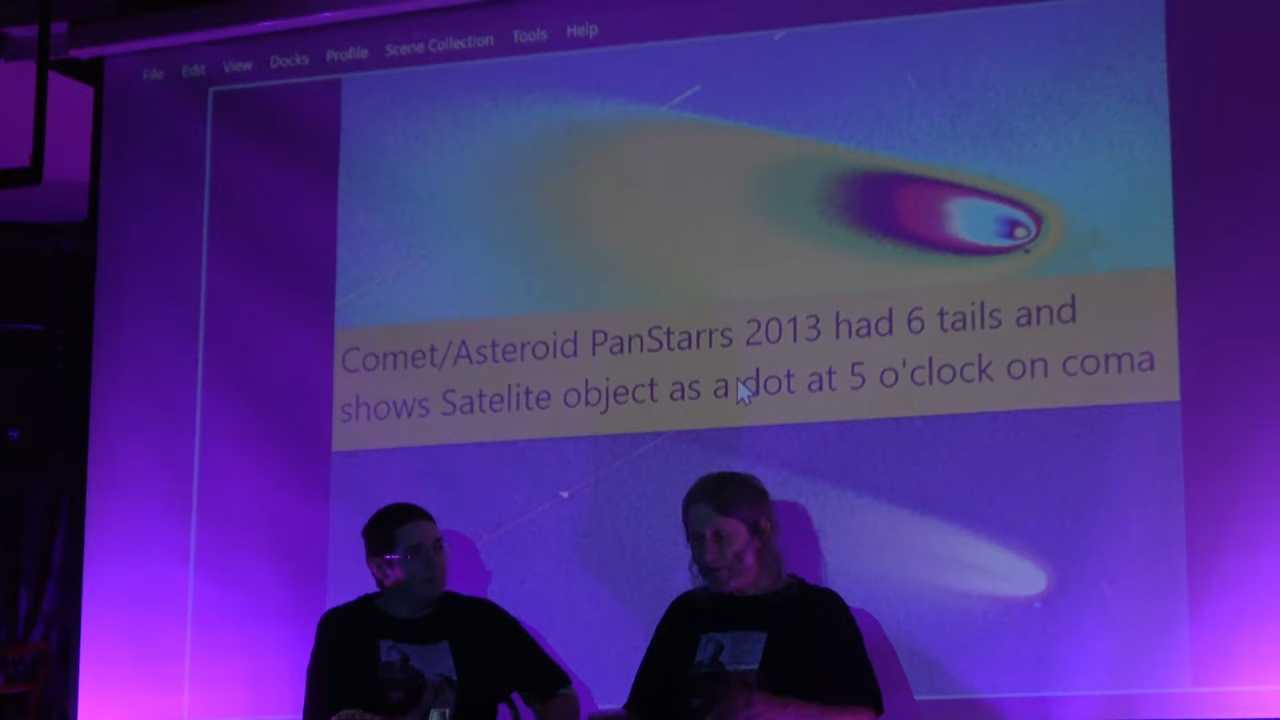 File Edit View Docks Profile Scene Collection Tools Help
Comet/Asteroid PanStarrs 2013 had 6 tails and
shows Satelite object as a dot at 5 o'clock on coma